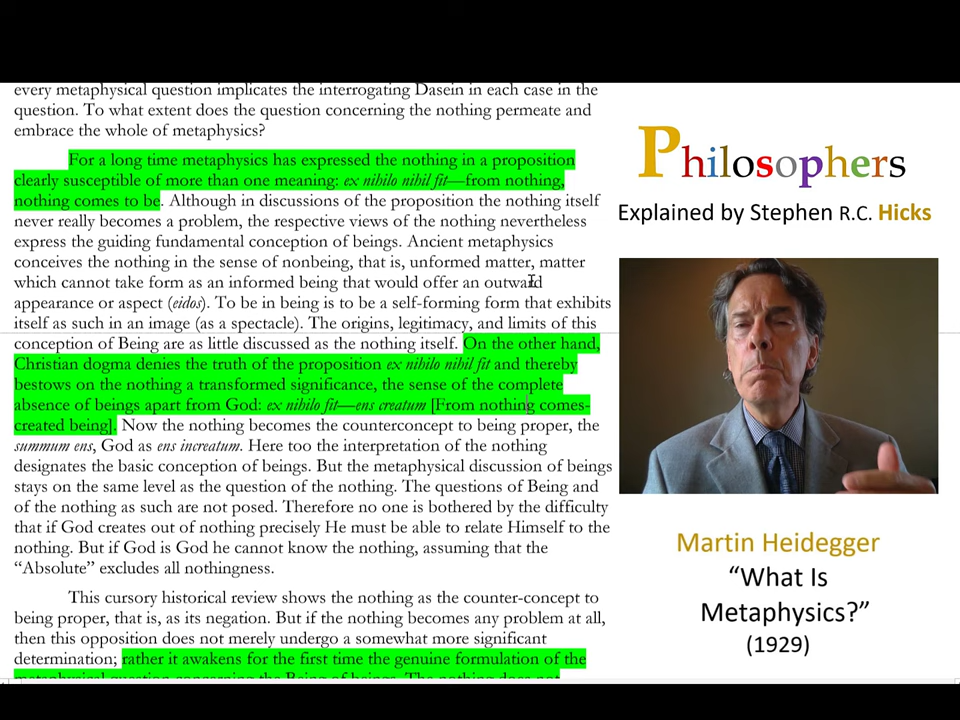 every metaphysical question implicates the interrogating Dasein in each case in the
question. To what extent does the question concerning the nothing permeate and
embrace the whole of metaphysics?
For a long time metaphysics has expressed the nothing in a proposition
clearly susceptible of more than one meaning: ex nihilo nihil fit—from nothing,
nothing comes to be. Although in discussions of the proposition the nothing itself
never really becomes a problem, the respective views of the nothing nevertheless
express the guiding fundamental conception of beings. Ancient metaphysics
conceives the nothing in the sense of nonbeing, that is, unformed matter, matter
which cannot take form as an informed being that would offer an outward
appearance or aspect (eidos). To be in being is to be a self-forming form that exhibits
itself as such in an image (as a spectacle). The origins, legitimacy, and limits of this
conception of Being are as little discussed as the nothing itself. On the other hand,
Christian dogma denies the truth of the proposition ex nihilo nihil fit and thereby
bestows on the nothing a transformed significance, the sense of the complete
absence of beings apart from God: ex nihilo fit—ens creatum [From nothing comes-
created being]. Now the nothing becomes the counterconcept to being proper, the
summum ens, God as ens increatum. Here too the interpretation of the nothing
designates the basic conception of beings. But the metaphysical discussion of beings
stays on the same level as the question of the nothing. The questions of Being and
of the nothing as such are not posed. Therefore no one is bothered by the difficulty
that if God creates out of nothing precisely He must be able to relate Himself to the
nothing. But if God is God he cannot know the nothing, assuming that the
“Absolute” excludes all nothingness.
This cursory historical review shows the nothing as the counter-concept to
being proper, that is, as its negation. But if the nothing becomes any problem at all,
then this opposition does not merely undergo a somewhat more significant
determination; rather it awakens for the first time the genuine formulation of the
metaphysical question concerning the Being of beings. The nothing does not
Philosophers
Explained by Stephen R.C. Hicks
Martin Heidegger
“What Is
Metaphysics?”
(1929)